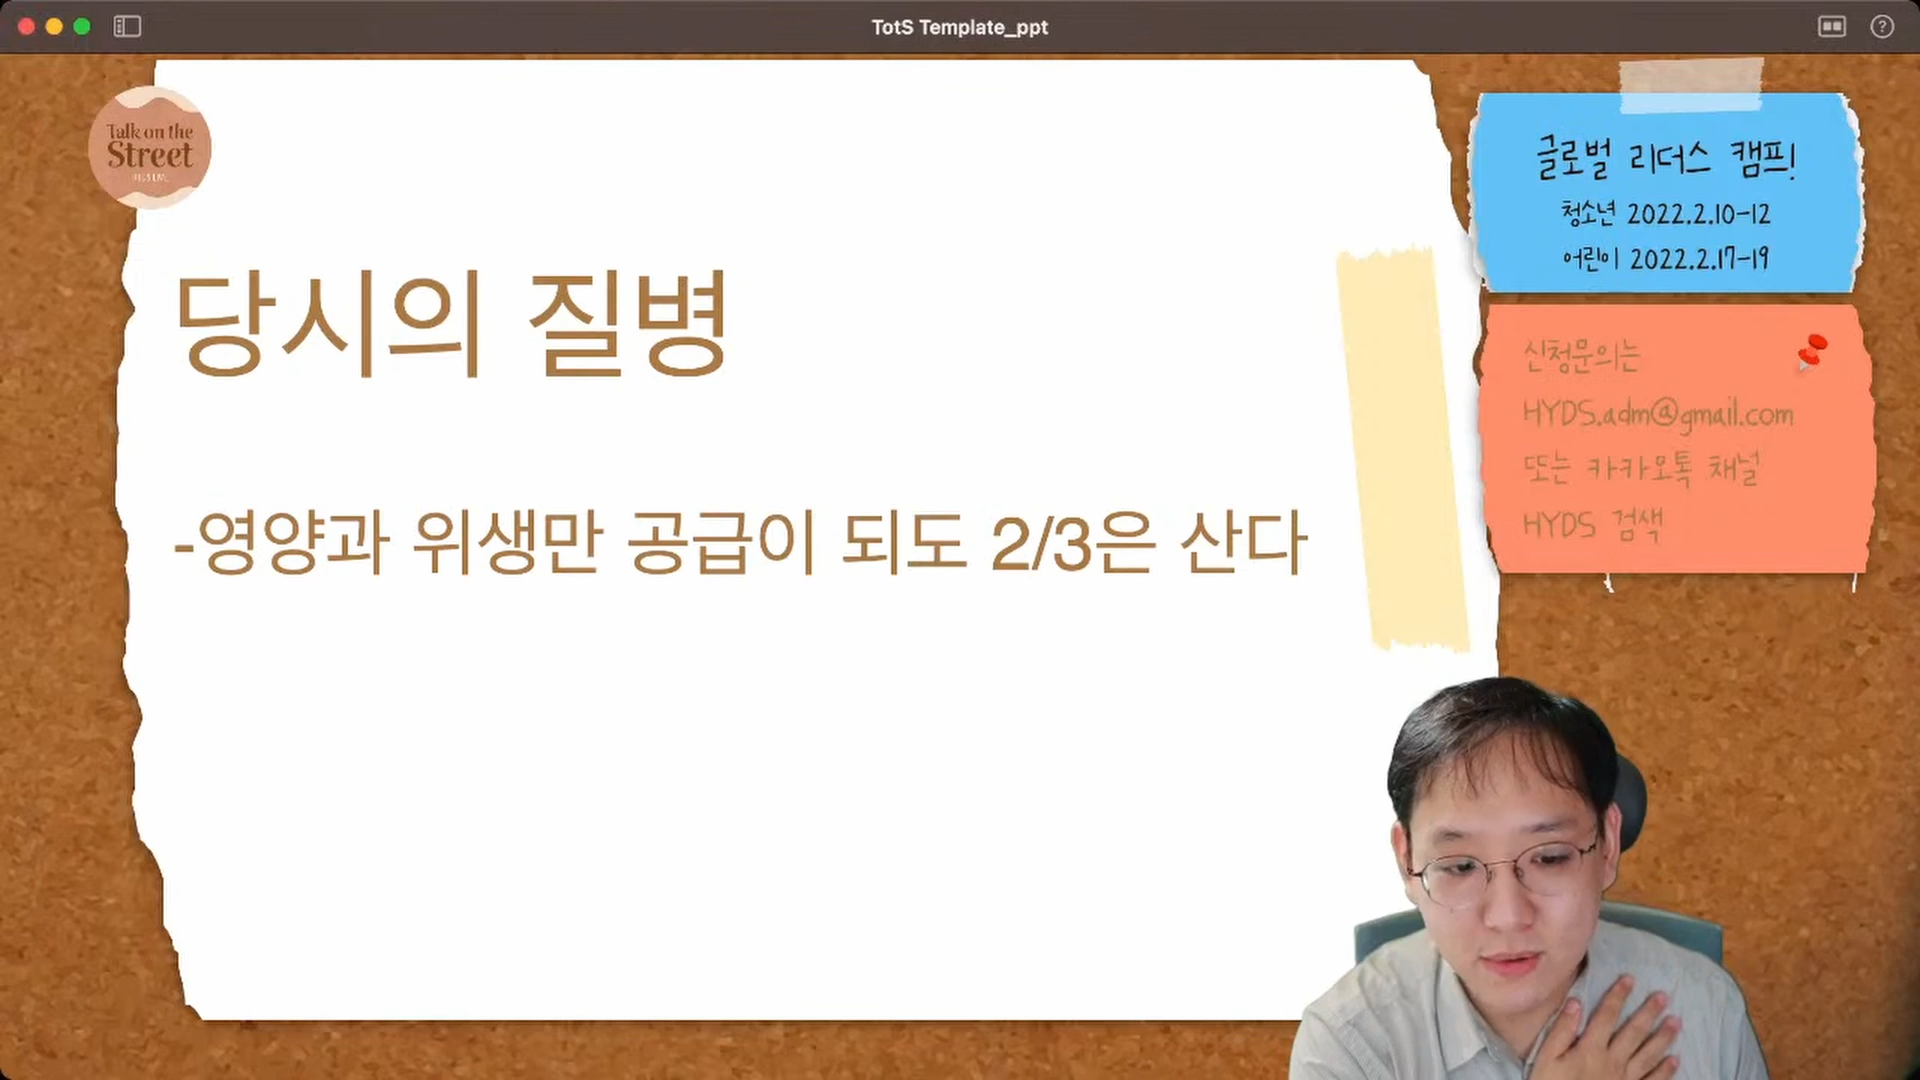 TotS Template_ppt
Talk on the
Street
당시의 질병
-영양과 위생만 공급이 되도 2/3은 산다
글로벌 리더스 캠프!
청소년 2022.2.10-12
어린이 2022.2.17-19
신청문의는
HYDS.adm@gmail.com
또는 카카오톡 채널
HYDS 검색